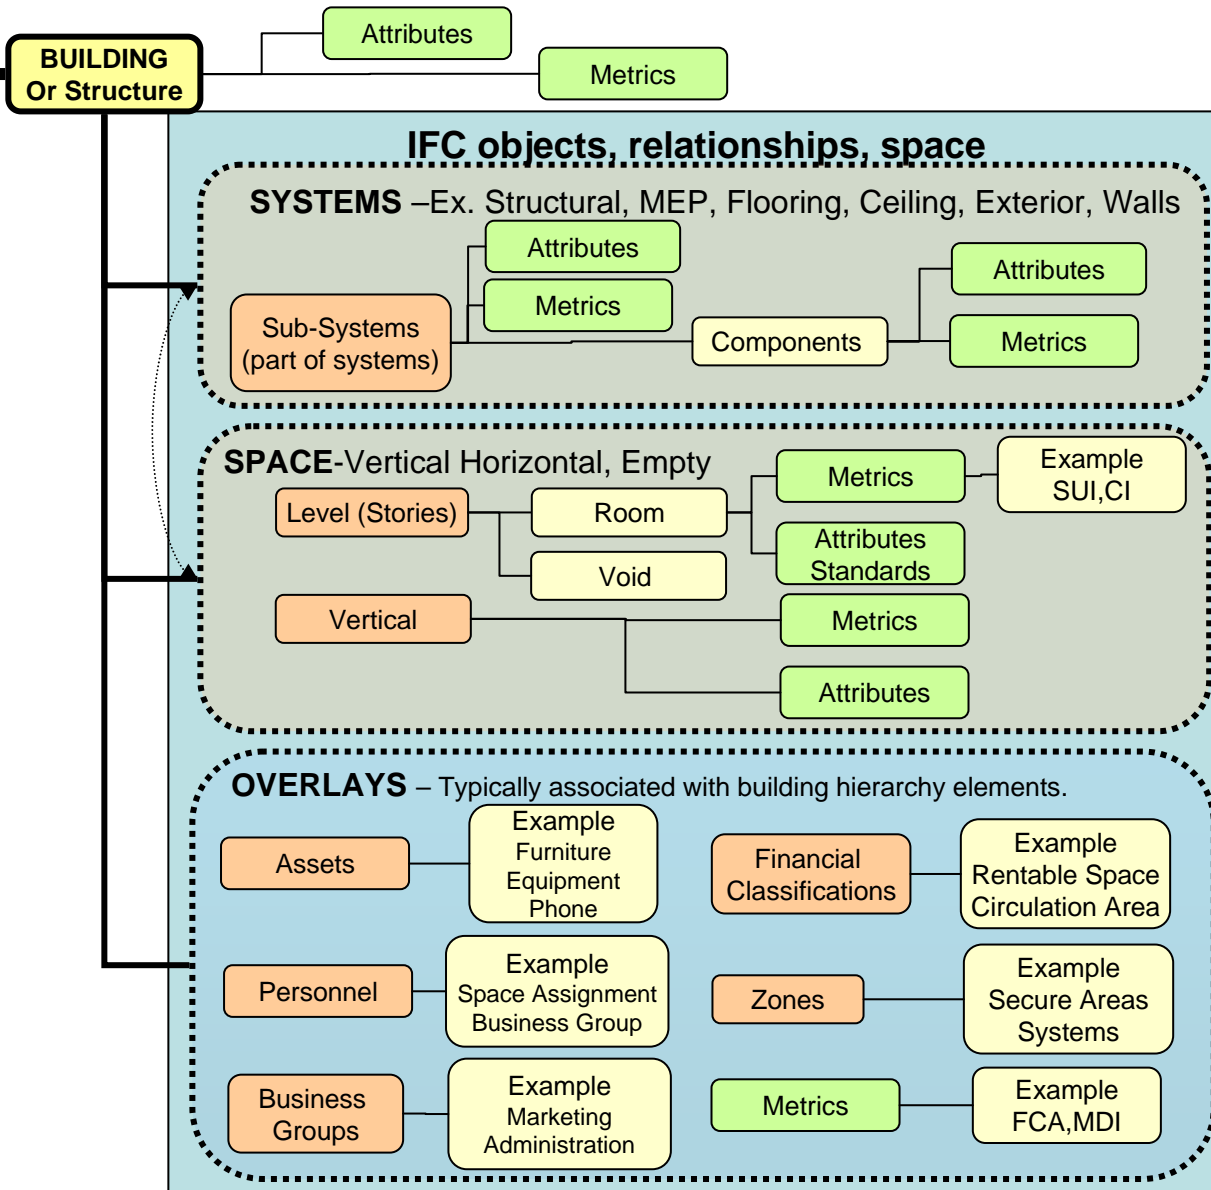 Attributes
BUILDING
Or Structure
Metrics
IFC objects, relationships, space
SYSTEMS –Ex. Structural, MEP, Flooring, Ceiling, Exterior, Walls
Attributes
Attributes
Metrics
Sub-Systems
(part of systems)
Components
Metrics
SPACE-Vertical Horizontal, Empty
Example
SUI,CI
Metrics
Level (Stories)
Room
Attributes
Standards
Void
Vertical
Metrics
Attributes
OVERLAYS – Typically associated with building hierarchy elements.
Assets
Example
Furniture
Equipment
Phone
Financial
Classifications
Example
Rentable Space
Circulation Area
Personnel
Example
Space Assignment
Business Group
Zones
Example
Secure Areas
Systems
Business
Groups
Example
Marketing
Administration
Metrics
Example
FCA,MDI